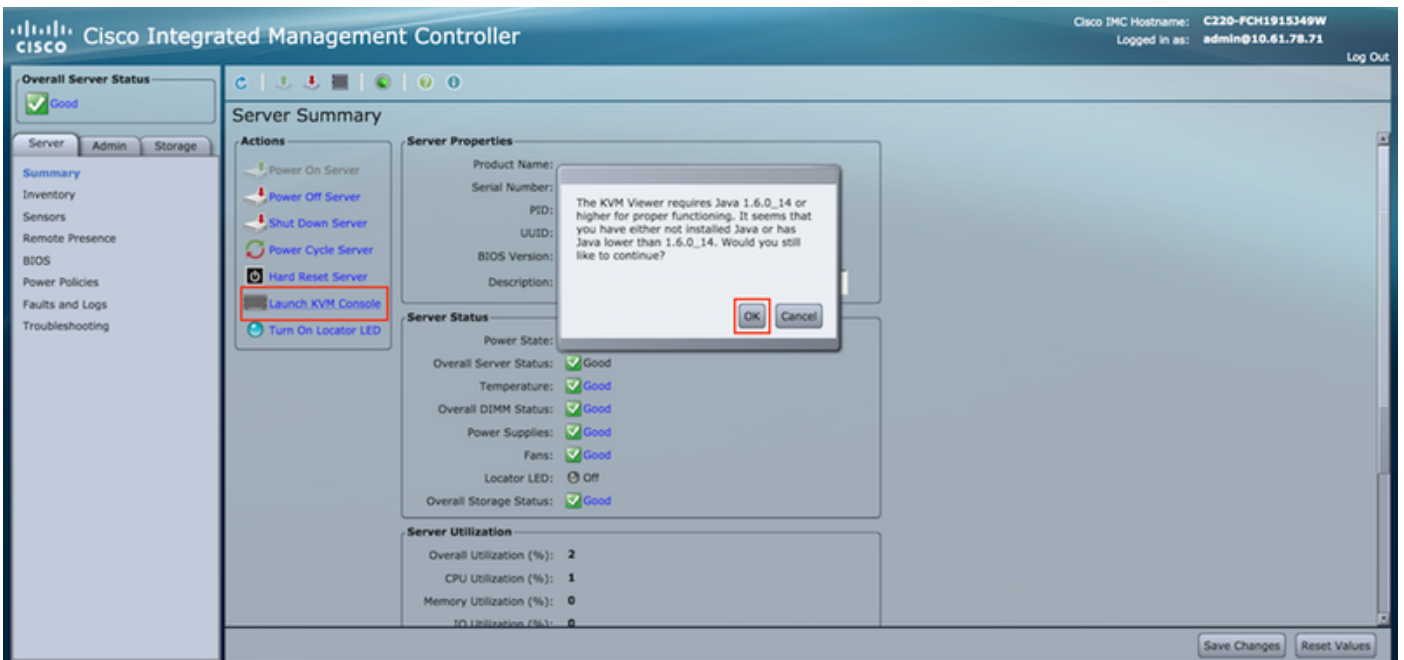 Cisco IMC Hostname: C220-FCH1915J49W
CISCO Cisco Integrated Management Controller
Logged in as: admin@10.61.78.71
Log Out
Overall Server Status
Good
Server Admin Storage
Summary
Inventory
Sensors
Remote Presence
BIOS
Power Policies
Faults and Logs
Troubleshooting
Server Summary
Actions
Power On Server
Power Off Server
Shut Down Server
Power Cycle Server
Hard Reset Server
Launch KVM Console
Turn On Locator LED
Server Properties
Product Name:
Serial Number:
PID:
UUID:
BIOS Version:
Description:
The KVM Viewer requires Java 1.6.0_14 or
higher for proper functioning. It seems that
you have either not installed Java or has
Java lower than 1.6.0_14. Would you still
like to continue?
OK Cancel
Server Status
Power State:
Overall Server Status: Good
Temperature: Good
Overall DIMM Status: Good
Power Supplies: Good
Fans: Good
Locator LED: Off
Overall Storage Status: Good
Server Utilization
Overall Utilization (%): 2
CPU Utilization (%): 1
Memory Utilization (%): 0
IO Utilization (%): 0
Save Changes Reset Values